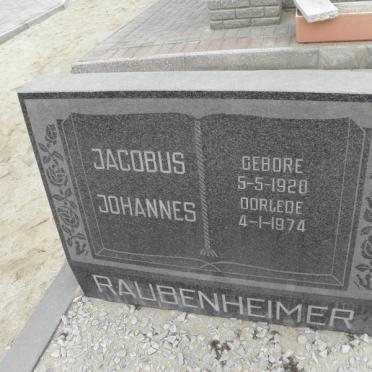 JACOBUS
JOHANNES
GEBORE
5-5-1920
OORLEDE
4-1-1974
RAUBENHEIMER